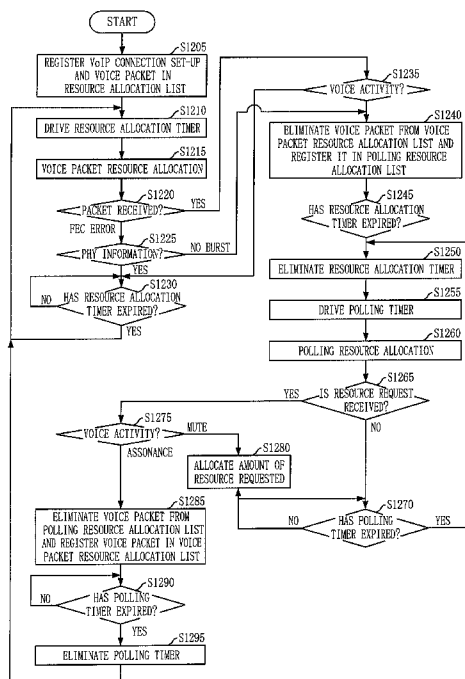 START
S1205
REGISTER VoIP CONNECTION SET-UP
AND VOICE PACKET IN
RESOURCE ALLOCATION LIST
S1210
DRIVE RESOURCE ALLOCATION TIMER
S1215
VOICE PACKET RESOURCE ALLOCATION
S1220
PACKET RECEIVED?
YES
FEC ERROR
S1225
PHY INFORMATION?
NO BURST
YES
S1230
NO
HAS RESOURCE ALLOCATION
TIMER EXPIRED?
YES
S1235
VOICE ACTIVITY?
S1240
ELIMINATE VOICE PACKET FROM VOICE
PACKET RESOURCE ALLOCATION LIST AND
REGISTER IT IN POLLING RESOURCE
ALLOCATION LIST
S1245
HAS RESOURCE ALLOCATION
TIMER EXPIRED?
S1250
ELIMINATE RESOURCE ALLOCATION TIMER
S1255
DRIVE POLLING TIMER
S1260
POLLING RESOURCE ALLOCATION
S1265
YES
IS RESOURCE REQUEST
RECEIVED?
NO
S1275
VOICE ACTIVITY?
MUTE
ASSONANCE
S1280
ALLOCATE AMOUNT OF
RESOURCE REQUESTED
S1270
NO
HAS POLLING
TIMER EXPIRED?
YES
S1285
ELIMINATE VOICE PACKET FROM
POLLING RESOURCE ALLOCATION LIST
AND REGISTER VOICE PACKET IN VOICE
PACKET RESOURCE ALLOCATION LIST
S1290
NO
HAS POLLING
TIMER EXPIRED?
YES
S1295
ELIMINATE POLLING TIMER